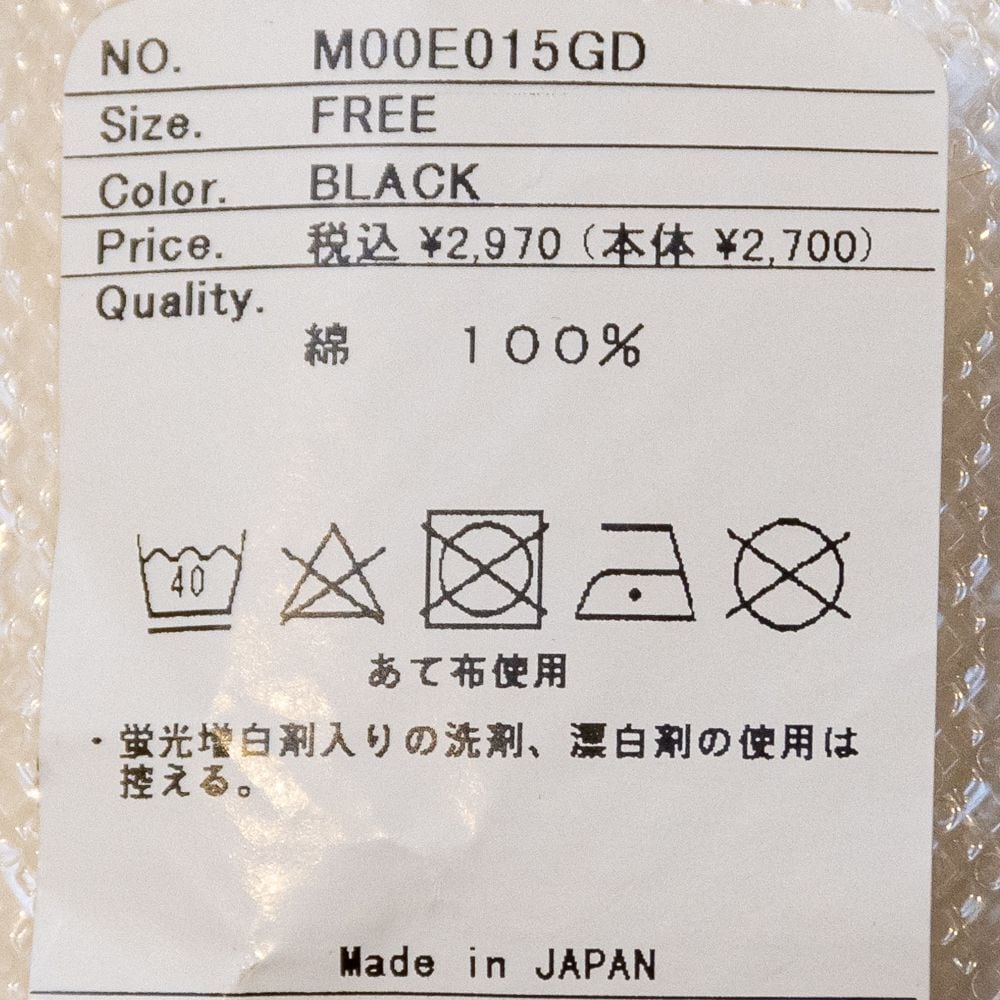 NO. M00E015GD
Size. FREE
Color. BLACK
Price. 税込 ¥2,970 (本体 ¥2,700)
Quality.
綿 100%
40
あて布使用
・蛍光増白剤入りの洗剤、漂白剤の使用は
控える。
Made in JAPAN